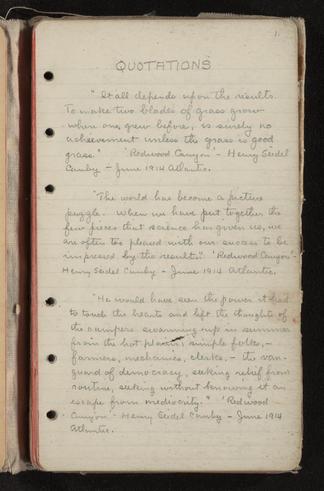 1.
QUOTATIONS
"It all depends upon the results.
To make two blades of grass grow
when one grew before, is surely no
achievement unless the grass is good
grass." 'Redwood Canyon' - Henry Seidel
Canby - June 1914 Atlantic.
"The world has become a picture
puzzle. When we have put together the
few pieces that science has given us, we
are often too pleased with our success to be
impressed by the results." 'Redwood Canyon' -
Henry Seidel Canby - June 1914 Atlantic.
"He would have seen the power it had
to touch the hearts and lift the thoughts of
the campers swarming up in summer
from the hot plains, simple folks, -
farmers, mechanics, clerks, - the van-
guard of democracy, seeking relief from
routine, seeking without knowing it an
escape from mediocrity." 'Redwood
Canyon' - Henry Seidel Canby - June 1914
Atlantic.